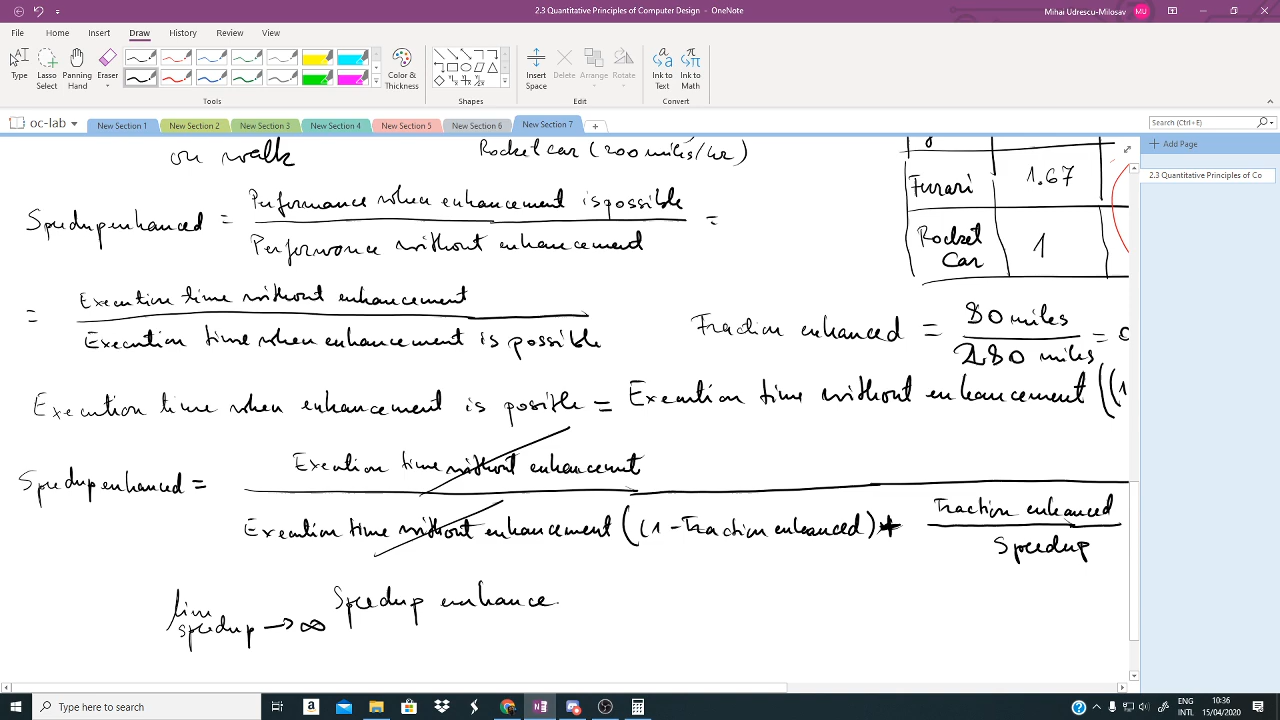 2.3 Quantitative Principles of Computer Design – OneNote
Mihai Udrescu-Milosav MU
File Home Insert Draw History Review View
Type Lasso Select Panning Hand Eraser
Color & Thickness
Insert Space Delete Arrange Rotate
Ink to Text Ink to Math
Tools Shapes Edit Convert
oc-lab New Section 1 New Section 2 New Section 3 New Section 4 New Section 5 New Section 6 New Section 7 +
Search (Ctrl+E)
Add Page
2.3 Quantitative Principles of Co
on walk Rocket car (200 miles/hr)
Furari 1.67
Rocket Car 1
Speedup enhanced = Performance when enhancement is possible =
Performance without enhancement
= Execution time without enhancement
Execution time when enhancement is possible
Fraction enhanced = 80 miles = 0
280 miles
Execution time when enhancement is posible = Execution time without enhancement ((1
Speedup enhanced = Execution time without enhancement
Execution time without enhancement ((1 - Fraction enhanced) + Fraction enhanced
Speedup
lim Speedup enhance
speedup → ∞
Type here to search
ENG
INTL
10:36
15/04/2020